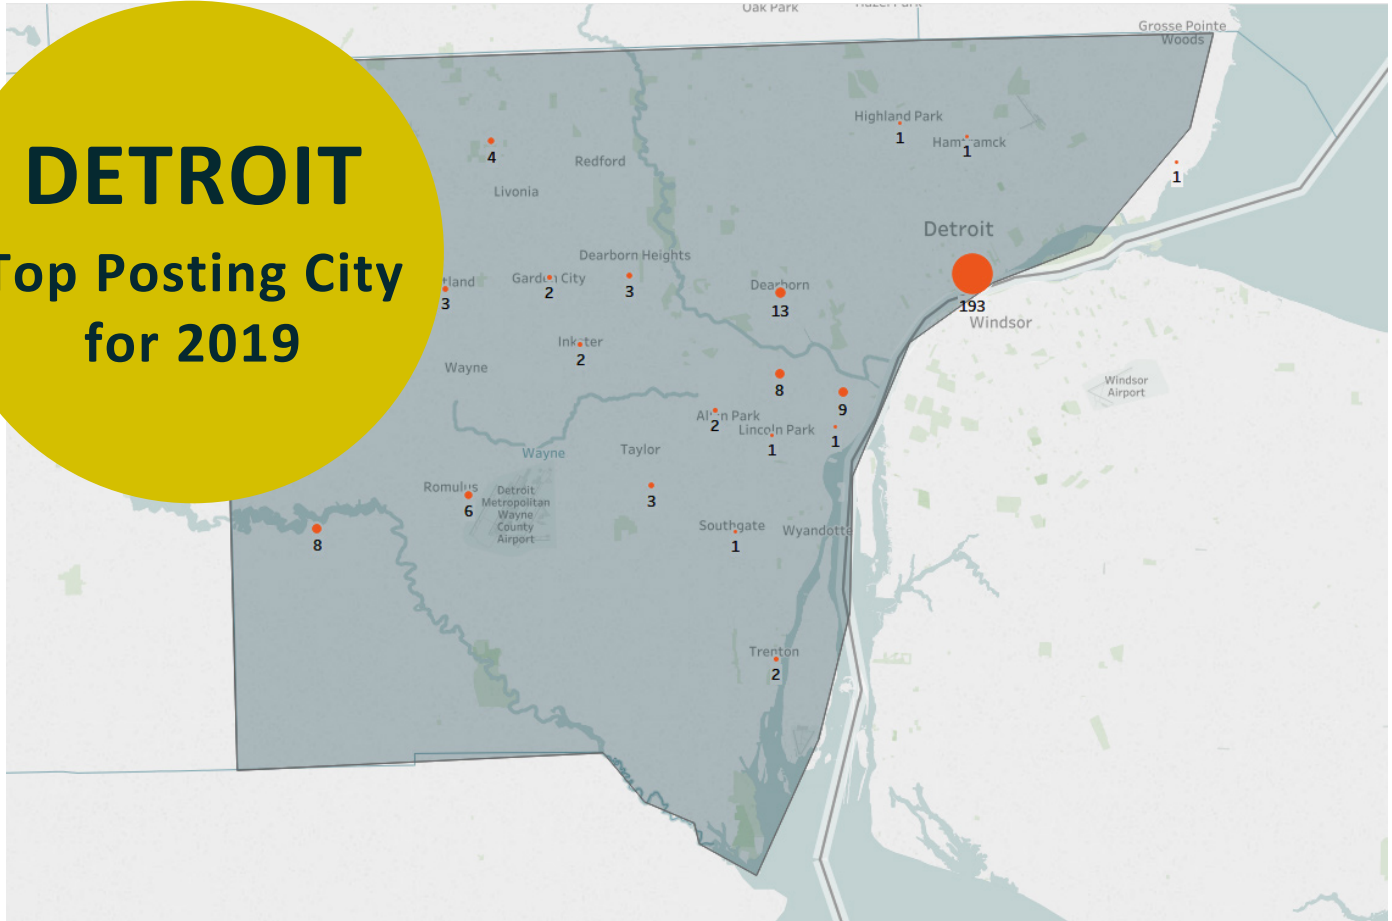 Oak Park
Grosse Pointe
Woods
DETROIT
Top Posting City
for 2019
4
Livonia
Redford
Highland Park
1
Hamtramck
1
1
Detroit
193
Windsor
tland
3
Garden City
2
Dearborn Heights
3
Dearborn
13
Inkster
2
Wayne
8
9
Allen Park
2
Lincoln Park
1
1
Windsor
Airport
Wayne
Taylor
3
Romulus
6
Detroit
Metropolitan
Wayne
County
Airport
8
Southgate
1
Wyandotte
Trenton
2